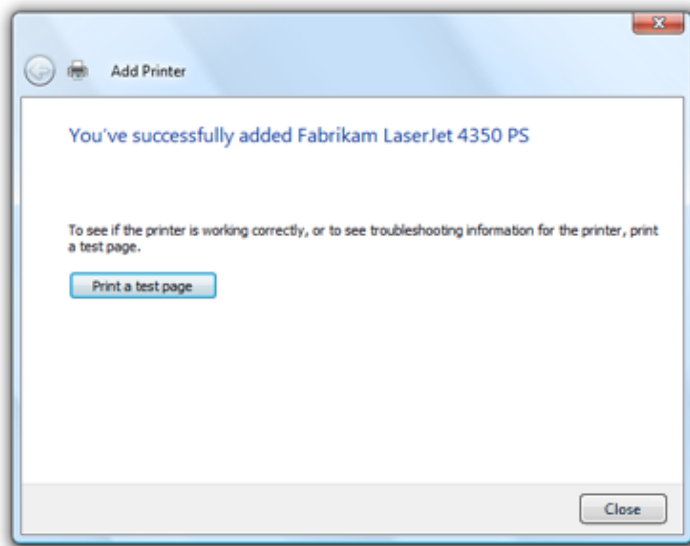 Add Printer
You've successfully added Fabrikam LaserJet 4350 PS
To see if the printer is working correctly, or to see troubleshooting information for the printer, print
a test page.
Print a test page
Close